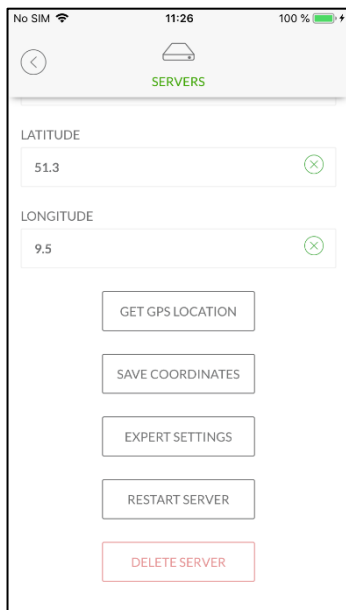 No SIM 11:26 100 %
SERVERS
LATITUDE
51.3
LONGITUDE
9.5
GET GPS LOCATION
SAVE COORDINATES
EXPERT SETTINGS
RESTART SERVER
DELETE SERVER